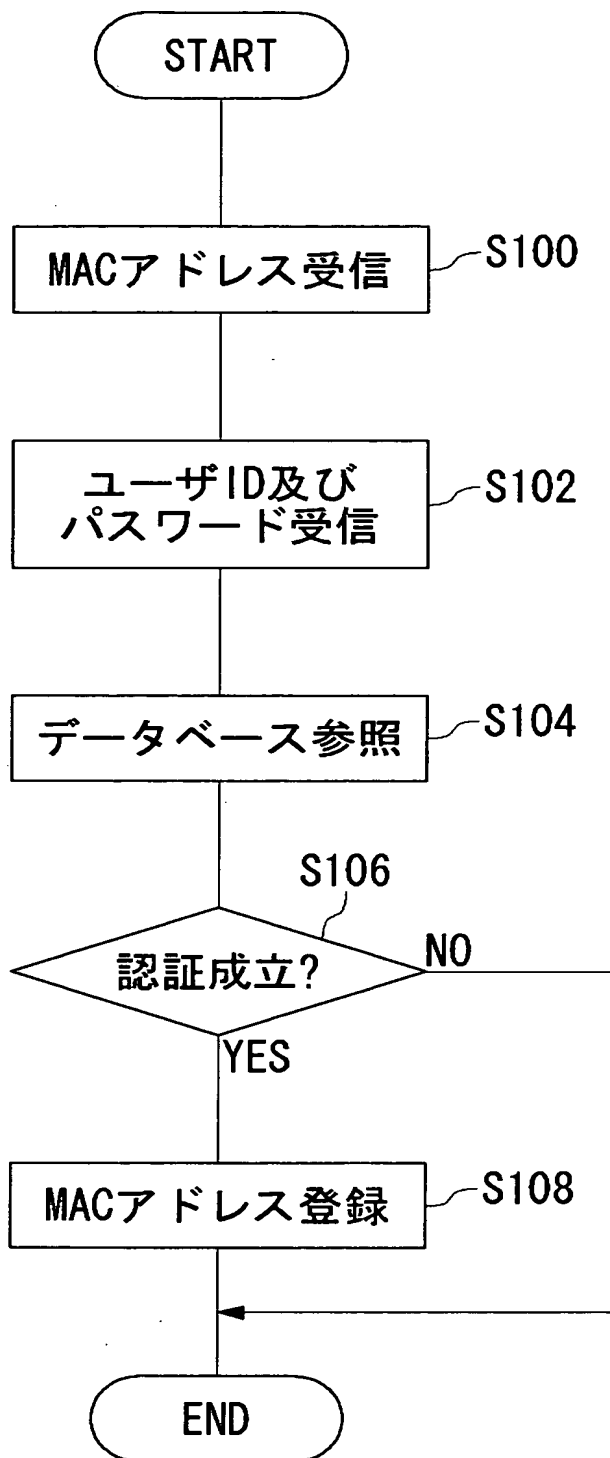 START
MACアドレス受信
S100
ユーザID及び
パスワード受信
S102
データベース参照
S104
S106
認証成立?
NO
YES
MACアドレス登録
S108
END